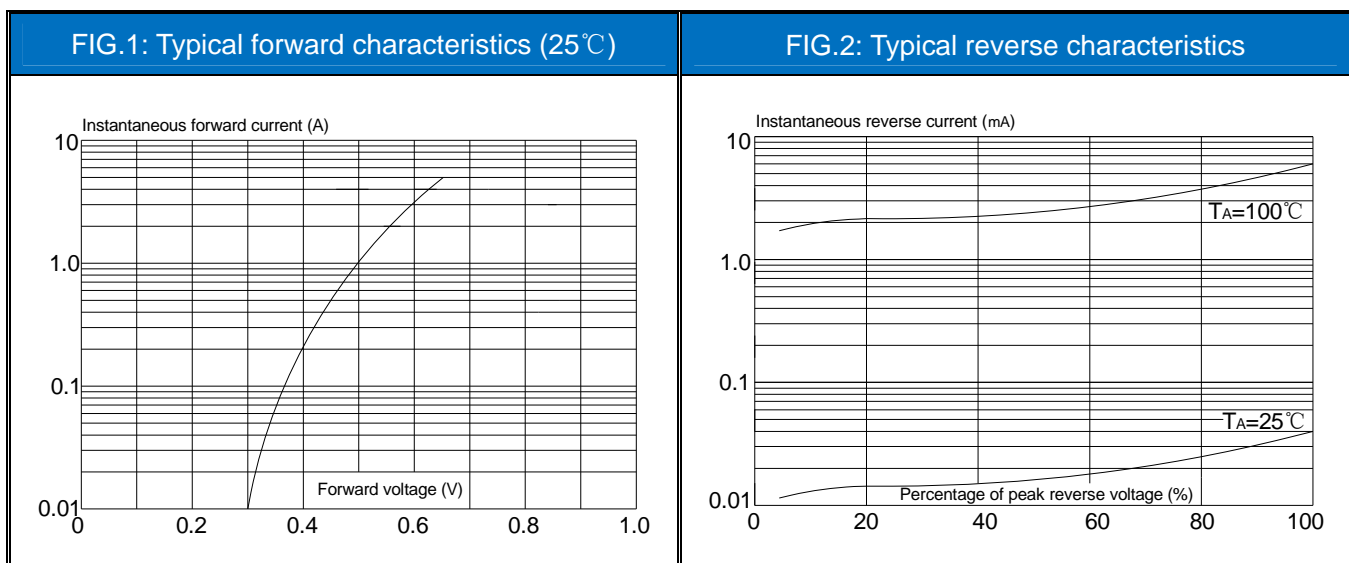 FIG.1: Typical forward characteristics (25℃)
Instantaneous forward current (A)
10
1.0
0.1
0.01
Forward voltage (V)
0 0.2 0.4 0.6 0.8 1.0
FIG.2: Typical reverse characteristics
Instantaneous reverse current (mA)
10
TA=100℃
1.0
0.1
TA=25℃
0.01
Percentage of peak reverse voltage (%)
0 20 40 60 80 100